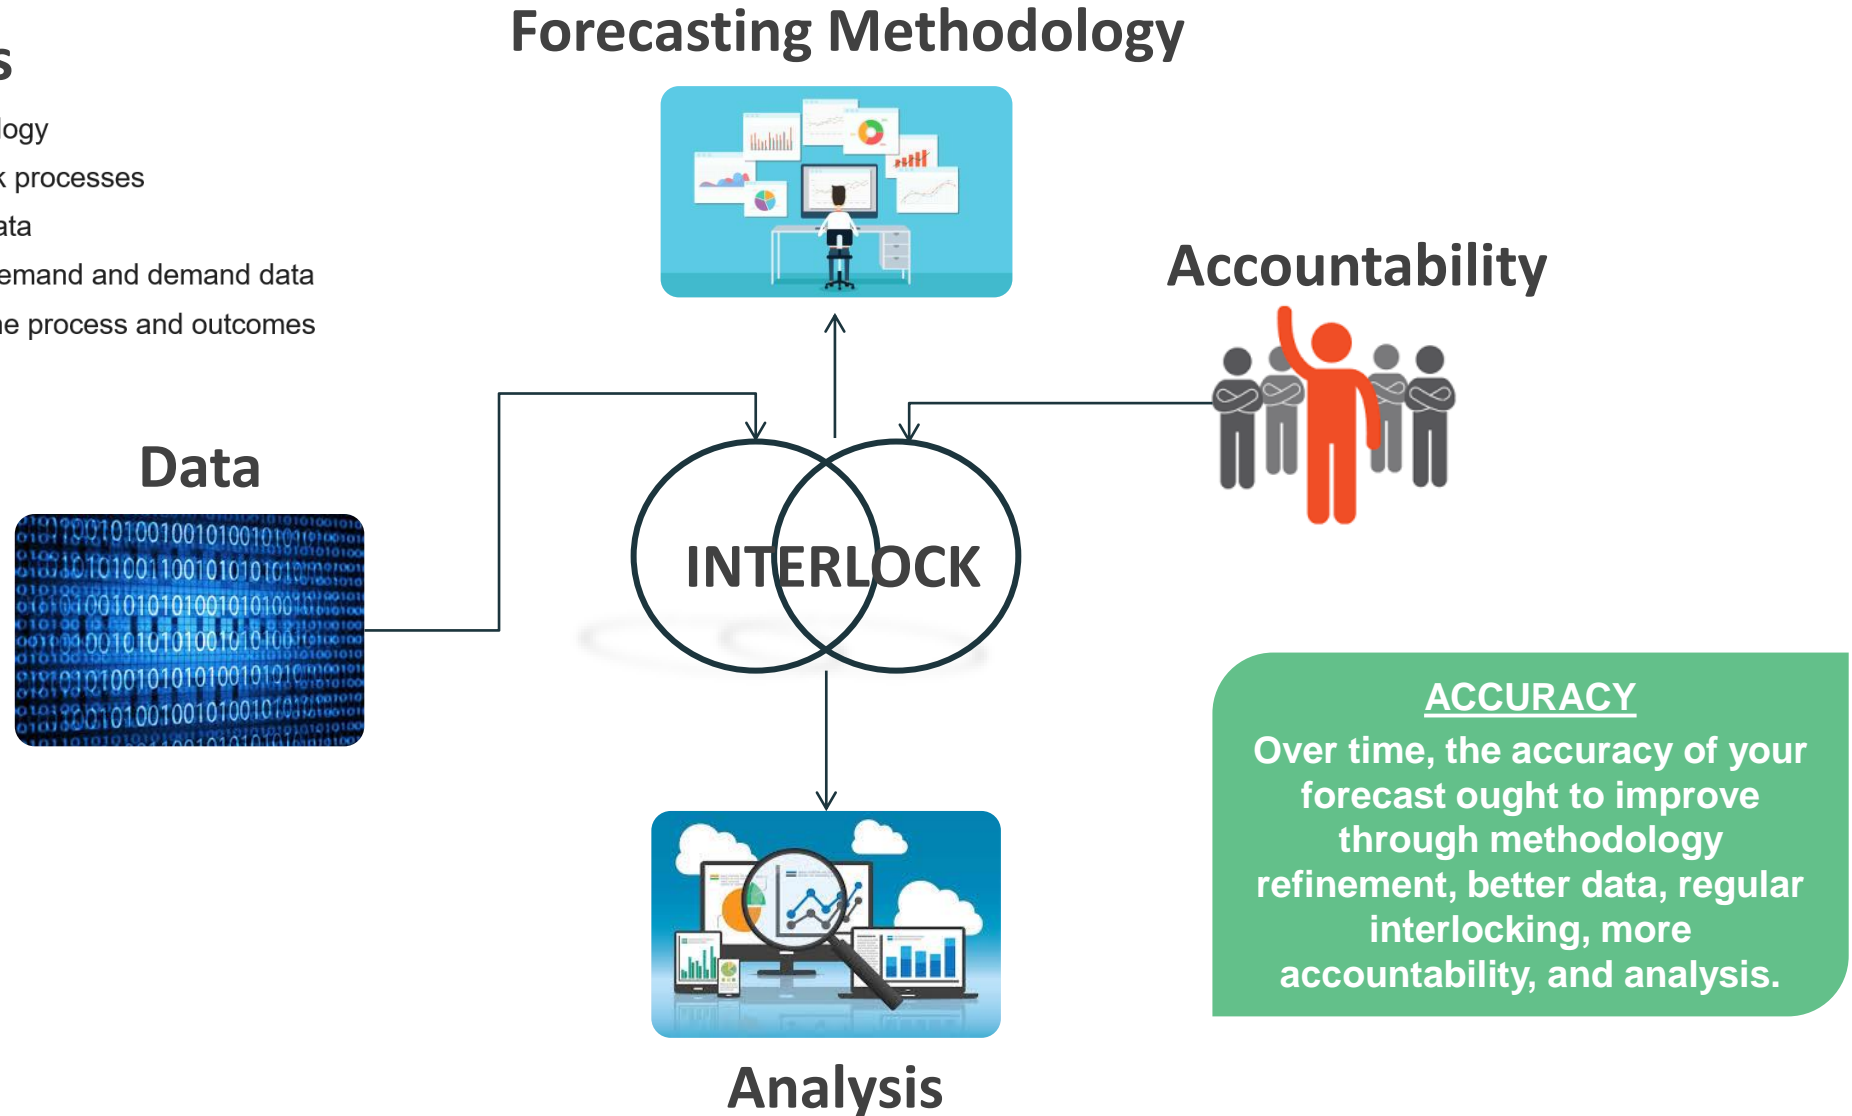 Forecasting Methodology
s
logy
k processes
ata
emand and demand data
he process and outcomes
Accountability
Data
INTERLOCK
ACCURACY
Over time, the accuracy of your
forecast ought to improve
through methodology
refinement, better data, regular
interlocking, more
accountability, and analysis.
Analysis